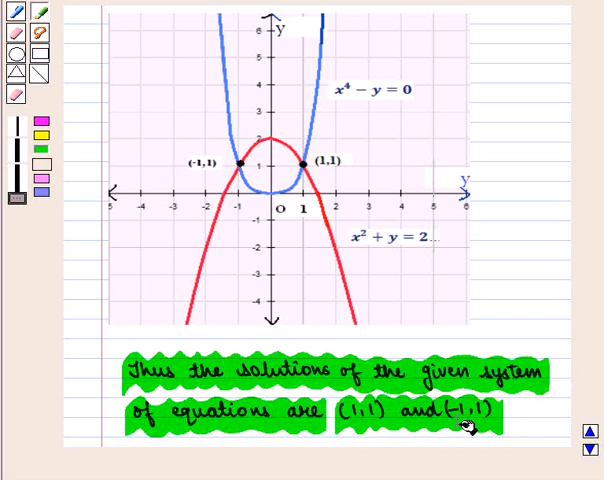 y
6
5
x⁴ − y = 0
4
3
2
(-1,1) 1 (1,1)
y
5 -4 -3 -2 -1 O 1 2 3 4 5 6
-1
x² + y = 2...
-2
-3
-4
Thus the solutions of the given system
of equations are (1,1) and (-1,1)